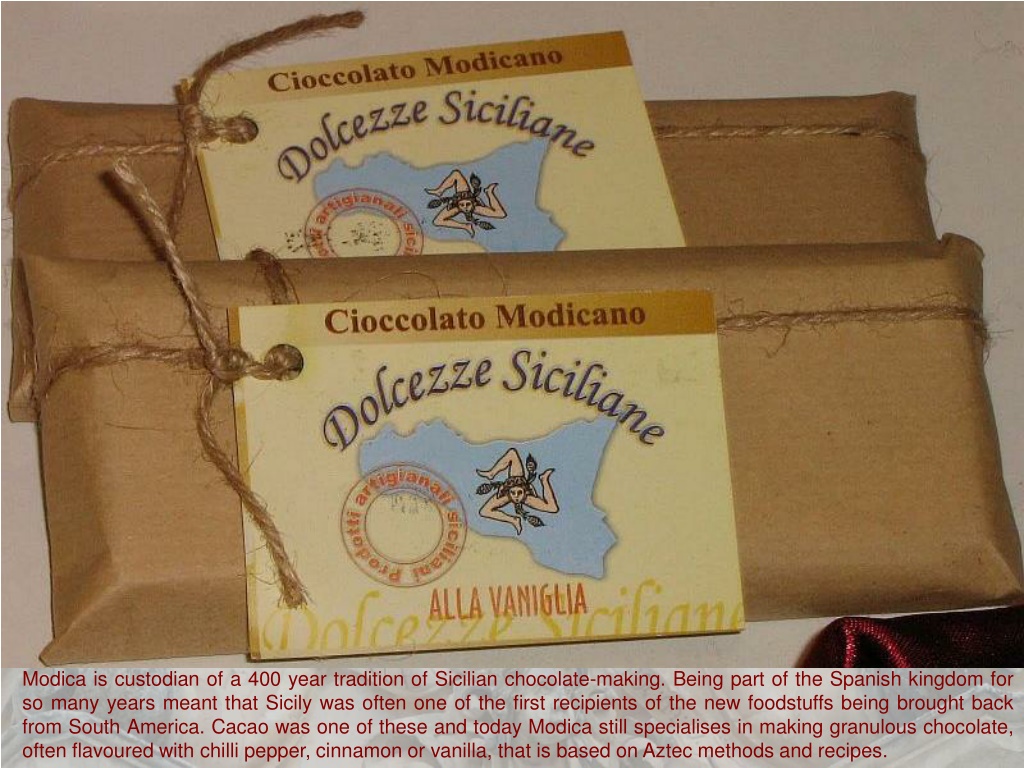 Cioccolato Modicano
Dolcezze Siciliane
artigianali
Cioccolato Modicano
Dolcezze Siciliane
Prodotti artigianali siciliani
ALLA VANIGLIA
Dolcezze Siciliane
Modica is custodian of a 400 year tradition of Sicilian chocolate-making. Being part of the Spanish kingdom for
so many years meant that Sicily was often one of the first recipients of the new foodstuffs being brought back
from South America. Cacao was one of these and today Modica still specialises in making granulous chocolate,
often flavoured with chilli pepper, cinnamon or vanilla, that is based on Aztec methods and recipes.